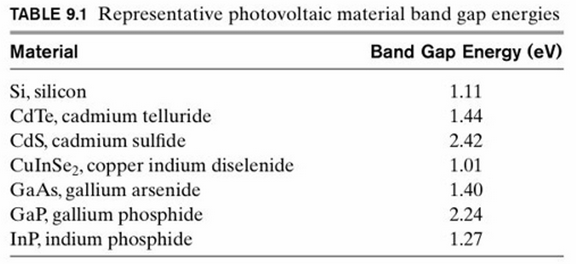 TABLE 9.1 Representative photovoltaic material band gap energies
Material Band Gap Energy (eV)
Si, silicon 1.11
CdTe, cadmium telluride 1.44
CdS, cadmium sulfide 2.42
CuInSe₂, copper indium diselenide 1.01
GaAs, gallium arsenide 1.40
GaP, gallium phosphide 2.24
InP, indium phosphide 1.27